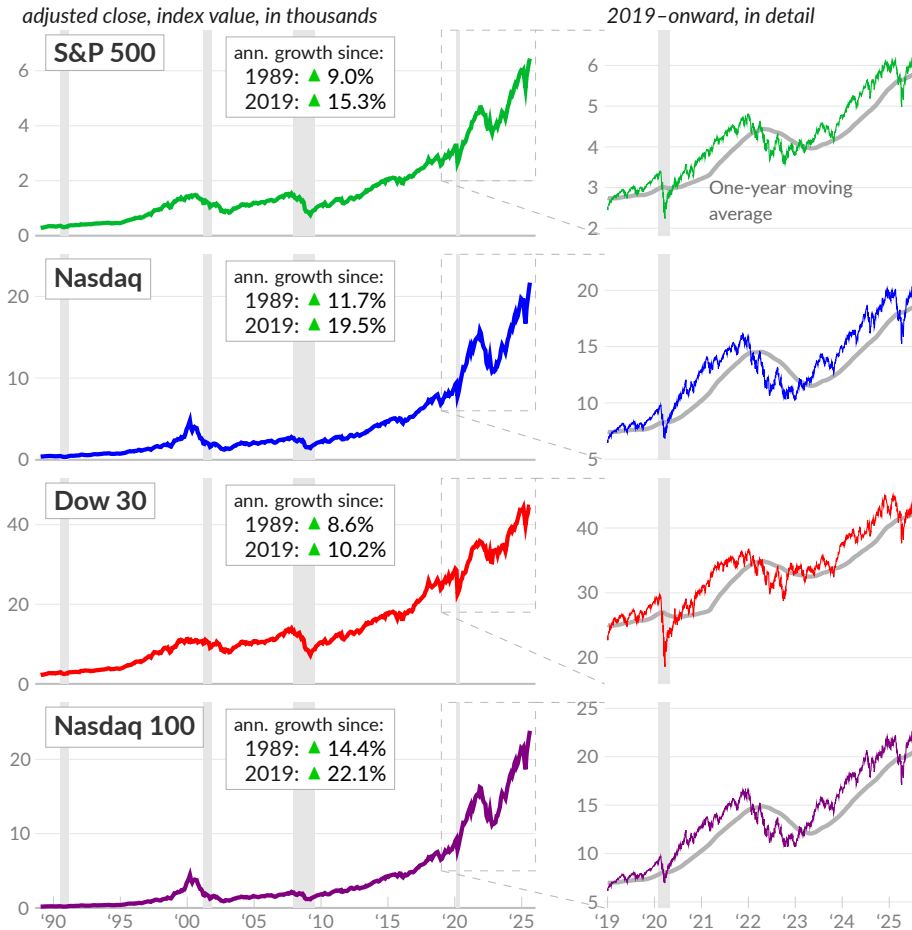 adjusted close, index value, in thousands
2019–onward, in detail
S&P 500
ann. growth since:
1989: ▲ 9.0%
2019: ▲ 15.3%
6
4
2
0
6
5
4
3
2
One-year moving
average
Nasdaq
ann. growth since:
1989: ▲ 11.7%
2019: ▲ 19.5%
20
10
0
20
15
10
5
Dow 30
ann. growth since:
1989: ▲ 8.6%
2019: ▲ 10.2%
40
20
0
40
30
20
Nasdaq 100
ann. growth since:
1989: ▲ 14.4%
2019: ▲ 22.1%
20
10
0
25
20
15
10
5
'90 '95 '00 '05 '10 '15 '20 '25
'19 '20 '21 '22 '23 '24 '25